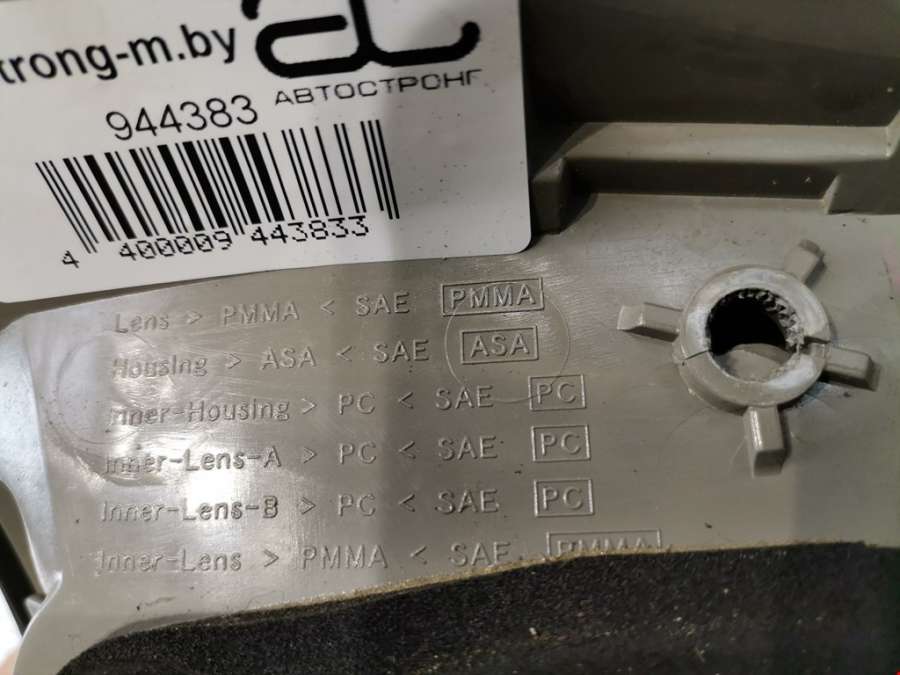 trong-m.by
АВТОСТРОНГ
944383
4 400009 443833
Lens > PMMA < SAE PMMA
Housing > ASA < SAE ASA
Inner-Housing > PC < SAE PC
Inner-Lens-A > PC < SAE PC
Inner-Lens-B > PC < SAE PC
Inner-Lens > PMMA < SAE PMMA